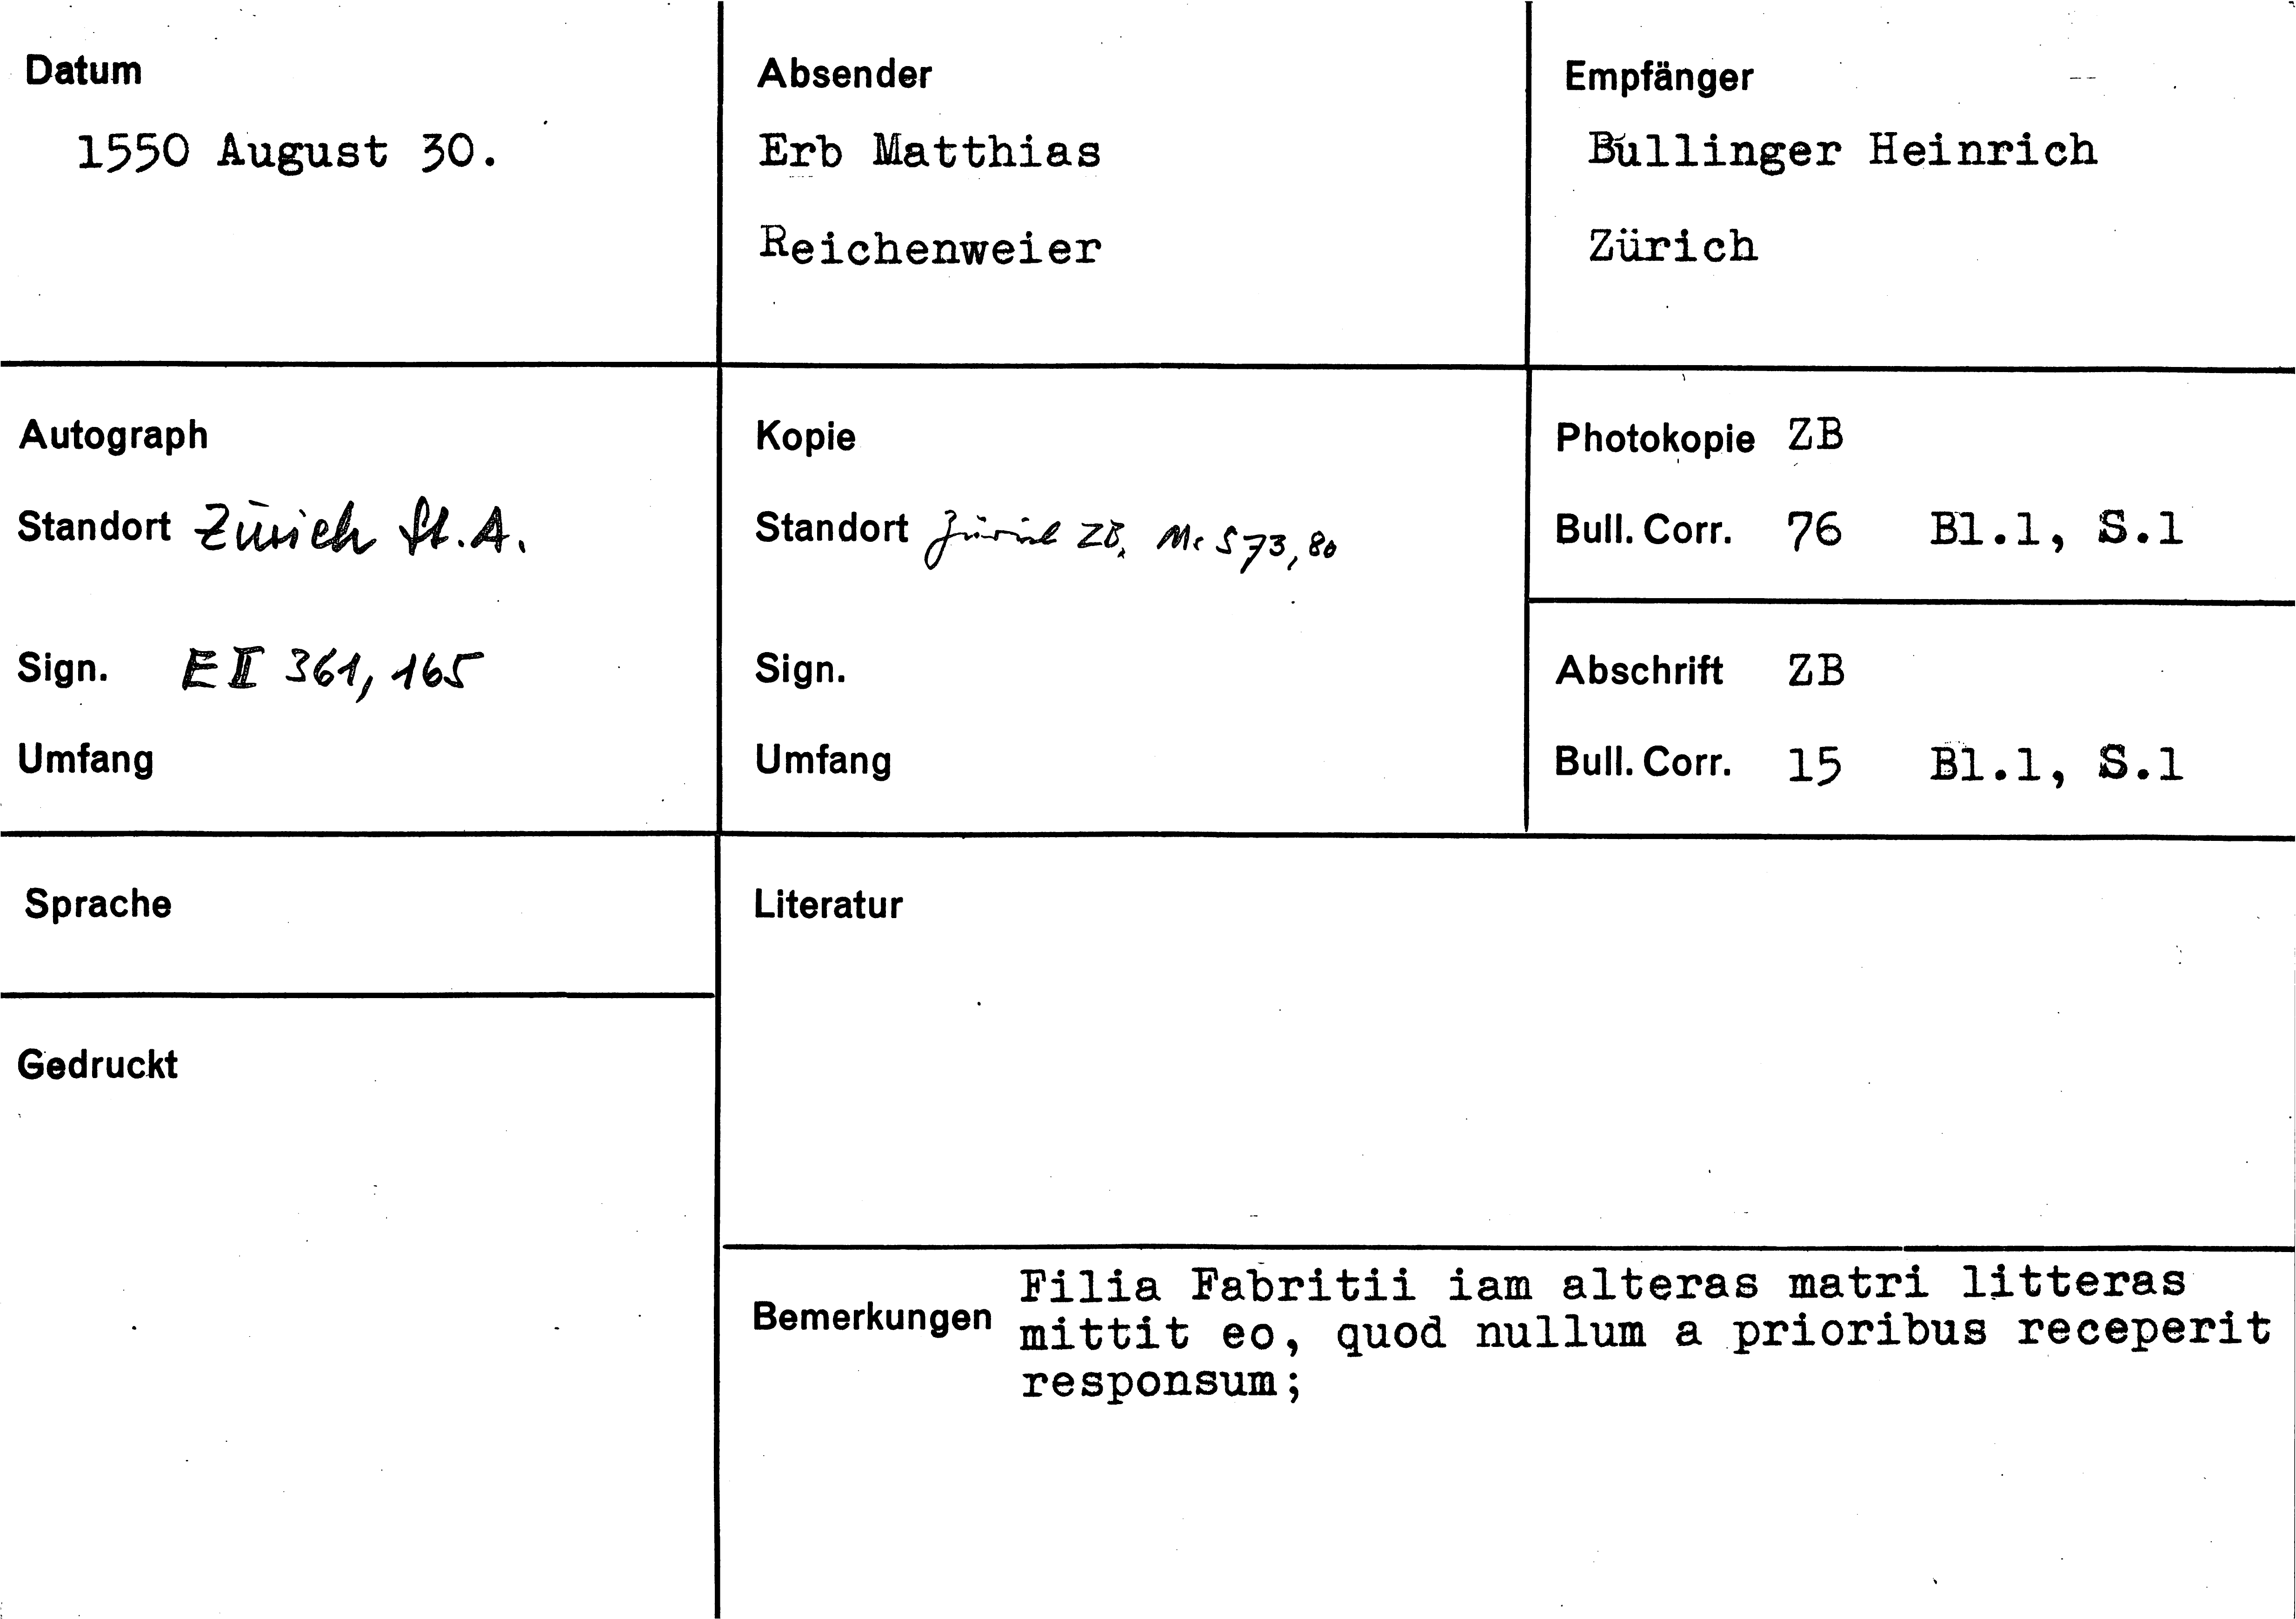 Datum
1550 August 30.
Absender
Erb Matthias
Reichenweier
Empfänger
Bullinger Heinrich
Zürich
Autograph
Standort Zürich St.A.
Sign. E II 361, 165
Umfang
Kopie
Standort Zürich ZB, Ms S 73, 80
Sign.
Umfang
Photokopie ZB
Bull. Corr. 76 Bl.1, S.1
Abschrift ZB
Bull. Corr. 15 Bl.1, S.1
Sprache
Gedruckt
Literatur
Bemerkungen
Filia Fabritii iam alteras matri litteras
mittit eo, quod nullum a prioribus receperit
responsum;